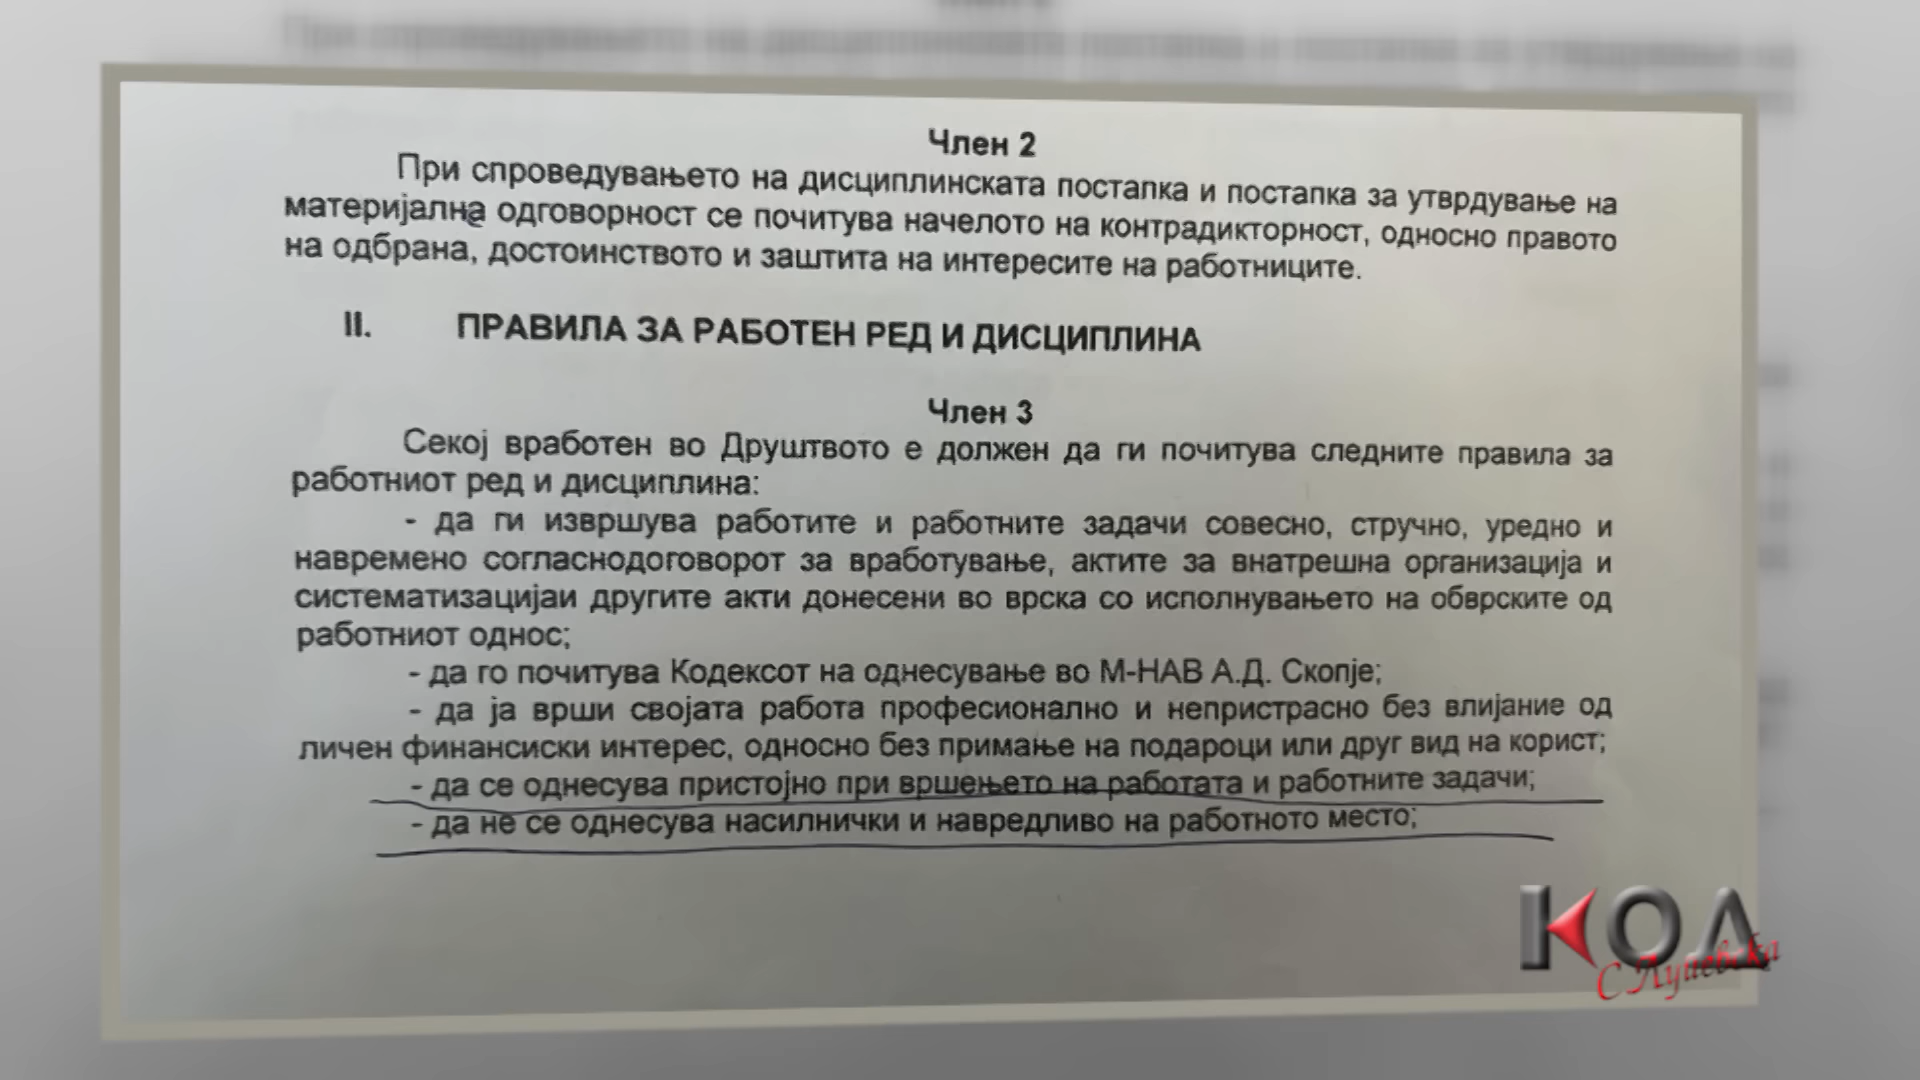 Член 2
При спроведувањето на дисциплинската постапка и постапка за утврдување на
материјална одговорност се почитува начелото на контрадикторност, односно правото
на одбрана, достоинството и заштита на интересите на работниците.
II. ПРАВИЛА ЗА РАБОТЕН РЕД И ДИСЦИПЛИНА
Член 3
Секој вработен во Друштвото е должен да ги почитува следните правила за
работниот ред и дисциплина:
- да ги извршува работите и работните задачи совесно, стручно, уредно и
навремено согласнодоговорот за вработување, актите за внатрешна организација и
систематизацијаи другите акти донесени во врска со исполнувањето на обврските од
работниот однос;
- да го почитува Кодексот на однесување во М-НАВ А.Д. Скопје;
- да ја врши својата работа професионално и непристрасно без влијание од
личен финансиски интерес, односно без примање на подароци или друг вид на корист;
- да се однесува пристојно при вршењето на работата и работните задачи;
- да не се однесува насилнички и навредливо на работното место;
КОД
С.Лупевска